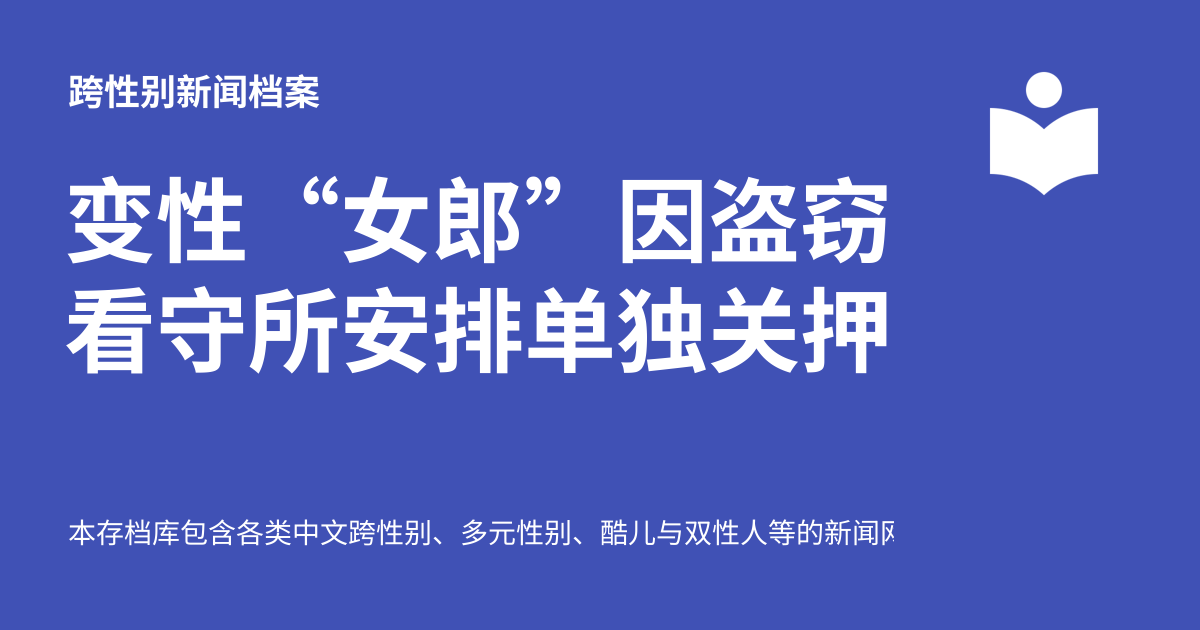 跨性别新闻档案
变性“女郎”因盗窃
看守所安排单独关押
本存档库包含各类中文跨性别、多元性别、酷儿与双性人等的新闻